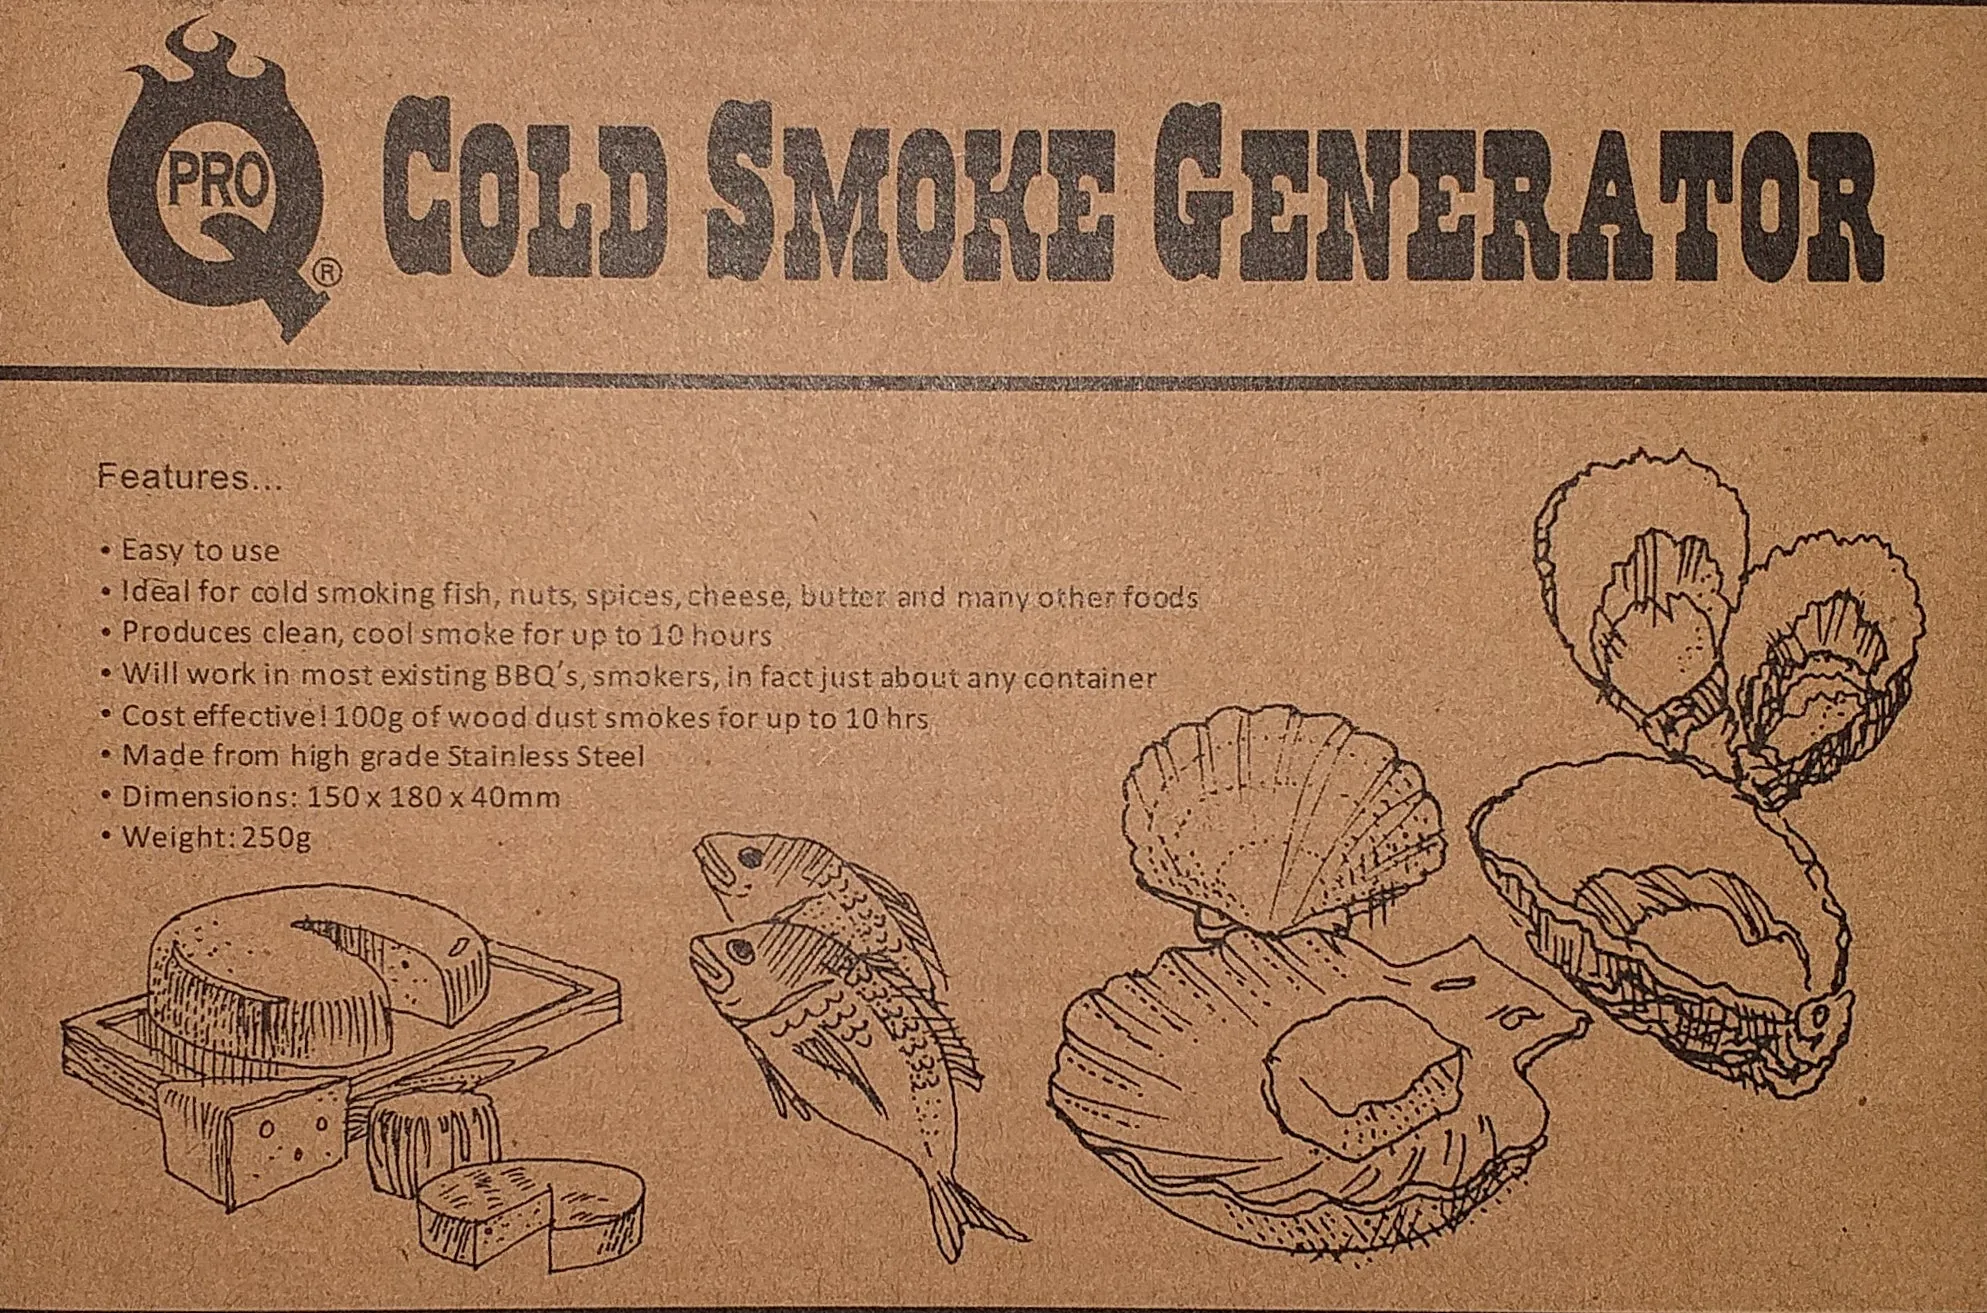 PRO Q ®
COLD SMOKE GENERATOR
Features...
• Easy to use
• Ideal for cold smoking fish, nuts, spices, cheese, butter and many other foods
• Produces clean, cool smoke for up to 10 hours
• Will work in most existing BBQ's, smokers, in fact just about any container
• Cost effective! 100g of wood dust smokes for up to 10 hrs
• Made from high grade Stainless Steel
• Dimensions: 150 x 180 x 40mm
• Weight: 250g